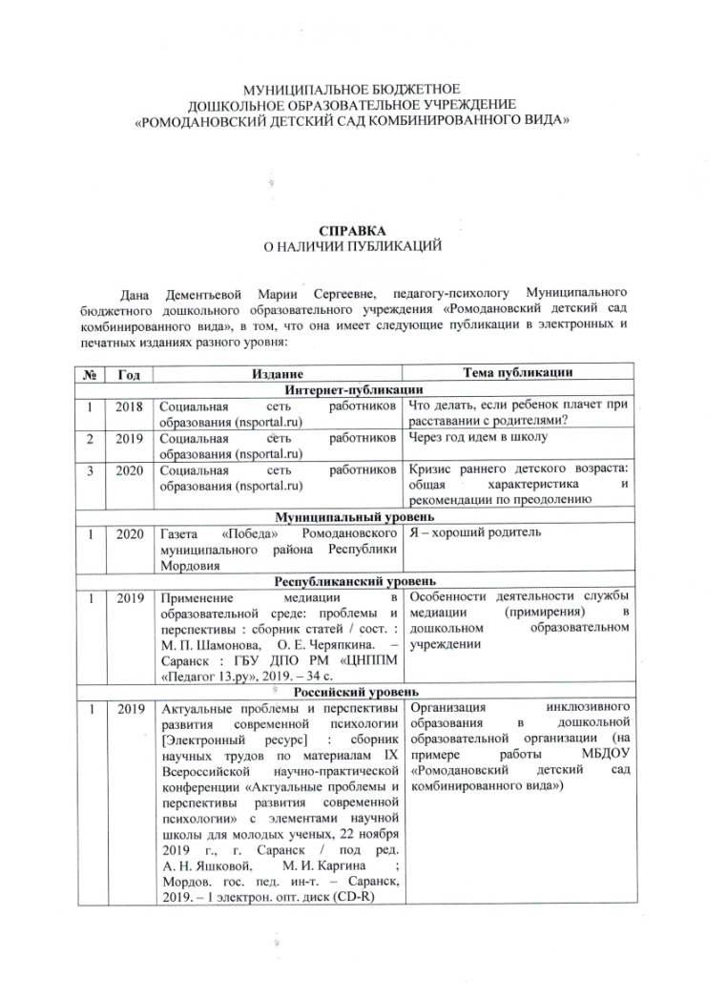 МУНИЦИПАЛЬНОЕ БЮДЖЕТНОЕ
ДОШКОЛЬНОЕ ОБРАЗОВАТЕЛЬНОЕ УЧРЕЖДЕНИЕ
«РОМОДАНОВСКИЙ ДЕТСКИЙ САД КОМБИНИРОВАННОГО ВИДА»
СПРАВКА
О НАЛИЧИИ ПУБЛИКАЦИЙ
Дана Дементьевой Марии Сергеевне, педагогу-психологу Муниципального
бюджетного дошкольного образовательного учреждения «Ромодановский детский сад
комбинированного вида», в том, что она имеет следующие публикации в электронных и
печатных изданиях разного уровня:
№ Год Издание Тема публикации
Интернет-публикации
1 2018 Социальная сеть работников Что делать, если ребенок плачет при
образования (nsportal.ru) расставании с родителями?
2 2019 Социальная сеть работников Через год идем в школу
образования (nsportal.ru)
3 2020 Социальная сеть работников Кризис раннего детского возраста:
образования (nsportal.ru) общая характеристика и
рекомендации по преодолению
Муниципальный уровень
1 2020 Газета «Победа» Ромодановского Я – хороший родитель
муниципального района Республики
Мордовия
Республиканский уровень
1 2019 Применение медиации в Особенности деятельности службы
образовательной среде: проблемы и медиации (примирения) в
перспективы : сборник статей / сост. : дошкольном образовательном
М. П. Шамонова, О. Е. Черяпкина. – учреждении
Саранск : ГБУ ДПО РМ «ЦНППМ
«Педагог 13.ру», 2019. – 34 с.
Российский уровень
1 2019 Актуальные проблемы и перспективы Организация инклюзивного
развития современной психологии образования в дошкольной
[Электронный ресурс] : сборник образовательной организации (на
научных трудов по материалам IX примере работы МБДОУ
Всероссийской научно-практической «Ромодановский детский сад
конференции «Актуальные проблемы и комбинированного вида»)
перспективы развития современной
психологии» с элементами научной
школы для молодых ученых, 22 ноября
2019 г., г. Саранск / под ред.
А. Н. Яшковой, М. И. Каргина ;
Мордов. гос. пед. ин-т. – Саранск,
2019. – 1 электрон. опт. диск (CD-R)